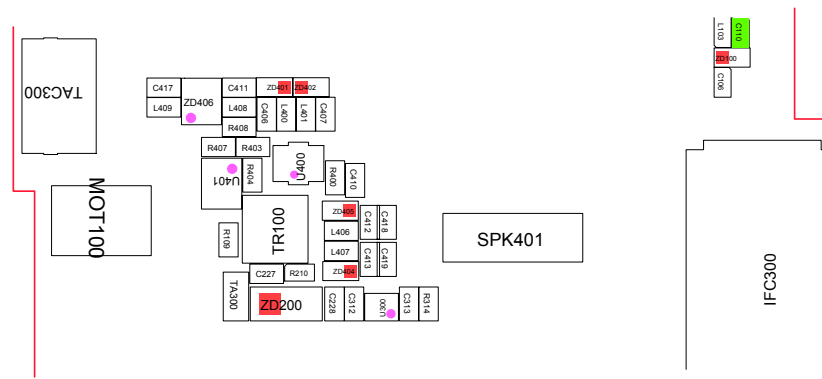 L103
C110
ZD100
C106
TAC300
C417
ZD406
C411
ZD401
ZD402
L409
L408
C406
L400
L401
C407
R408
R407
R403
U401
R404
U400
R400
C410
MOT100
TR100
R109
ZD405
C412
C418
L406
L407
C413
C419
ZD404
SPK401
IFC300
C227
R210
TA300
ZD200
C228
C312
U300
C313
R314